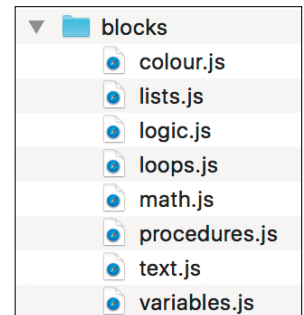 blocks
colour.js
lists.js
logic.js
loops.js
math.js
procedures.js
text.js
variables.js